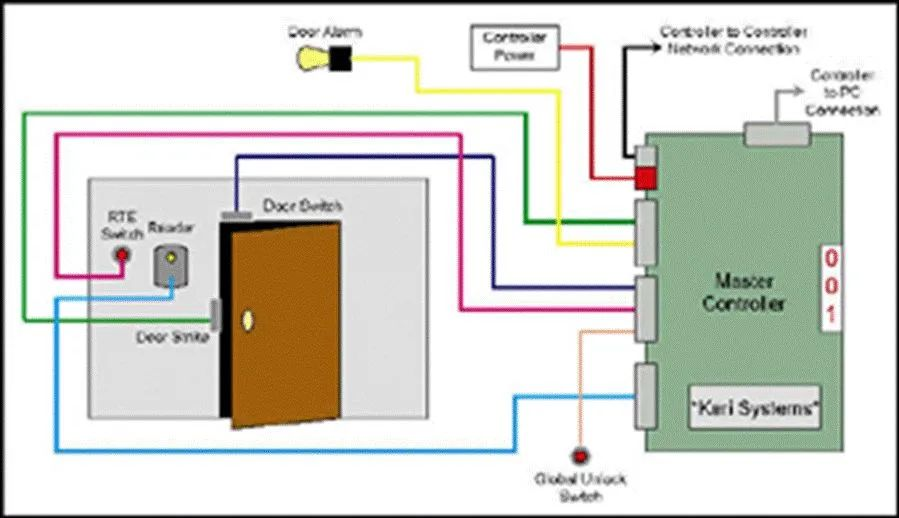 Door Alarm
Controller
Power
Controller to Controller
Network Connection
Controller
to PC
Connection
Door Switch
RTE
Switch
Reader
Door Strike
Master
Controller
0
0
1
"Keri Systems"
Global Unlock
Switch